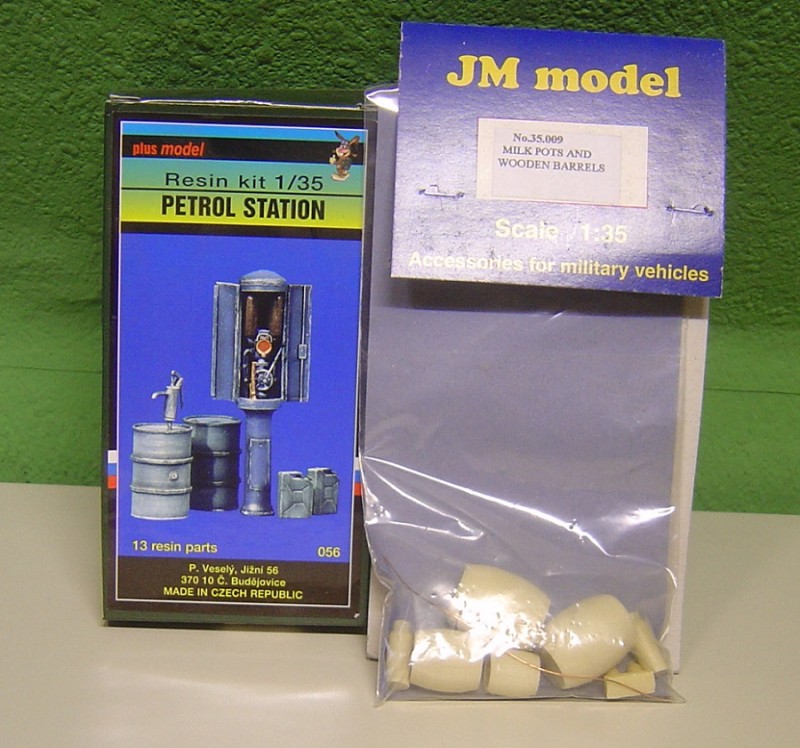 plus model
Resin kit 1/35
PETROL STATION
13 resin parts
056
P. Veselý, Jižní 56
370 10 Č. Budějovice
MADE IN CZECH REPUBLIC
JM model
No.35.009
MILK POTS AND
WOODEN BARRELS
Scale 1:35
Accessories for military vehicles